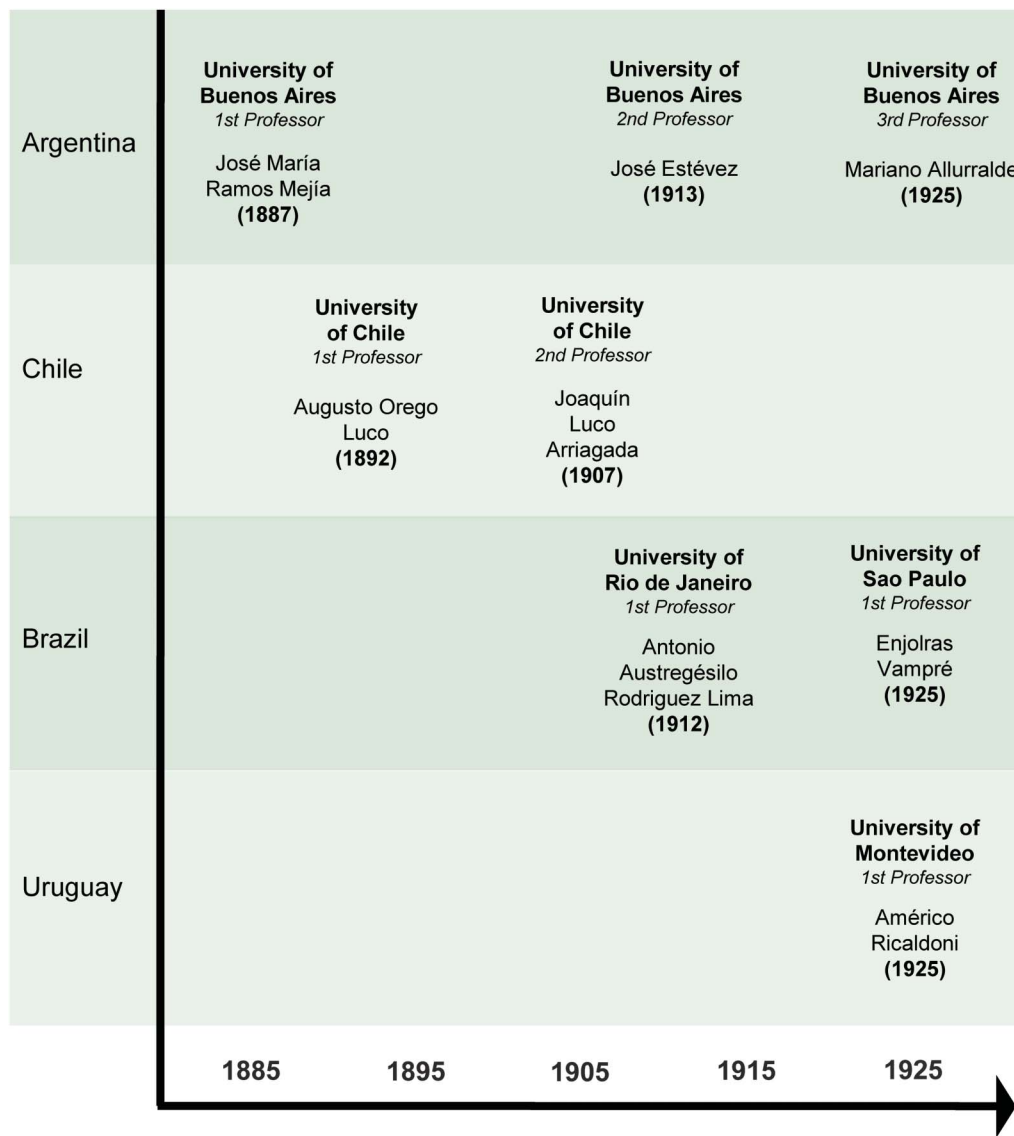 Argentina
University of
Buenos Aires
1st Professor
José María
Ramos Mejía
(1887)
University of
Buenos Aires
2nd Professor
José Estévez
(1913)
University of
Buenos Aires
3rd Professor
Mariano Allurralde
(1925)
Chile
University
of Chile
1st Professor
Augusto Orego
Luco
(1892)
University
of Chile
2nd Professor
Joaquín
Luco
Arriagada
(1907)
Brazil
University of
Rio de Janeiro
1st Professor
Antonio
Austregésilo
Rodriguez Lima
(1912)
University of
Sao Paulo
1st Professor
Enjolras
Vampré
(1925)
Uruguay
University of
Montevideo
1st Professor
Américo
Ricaldoni
(1925)
1885 1895 1905 1915 1925